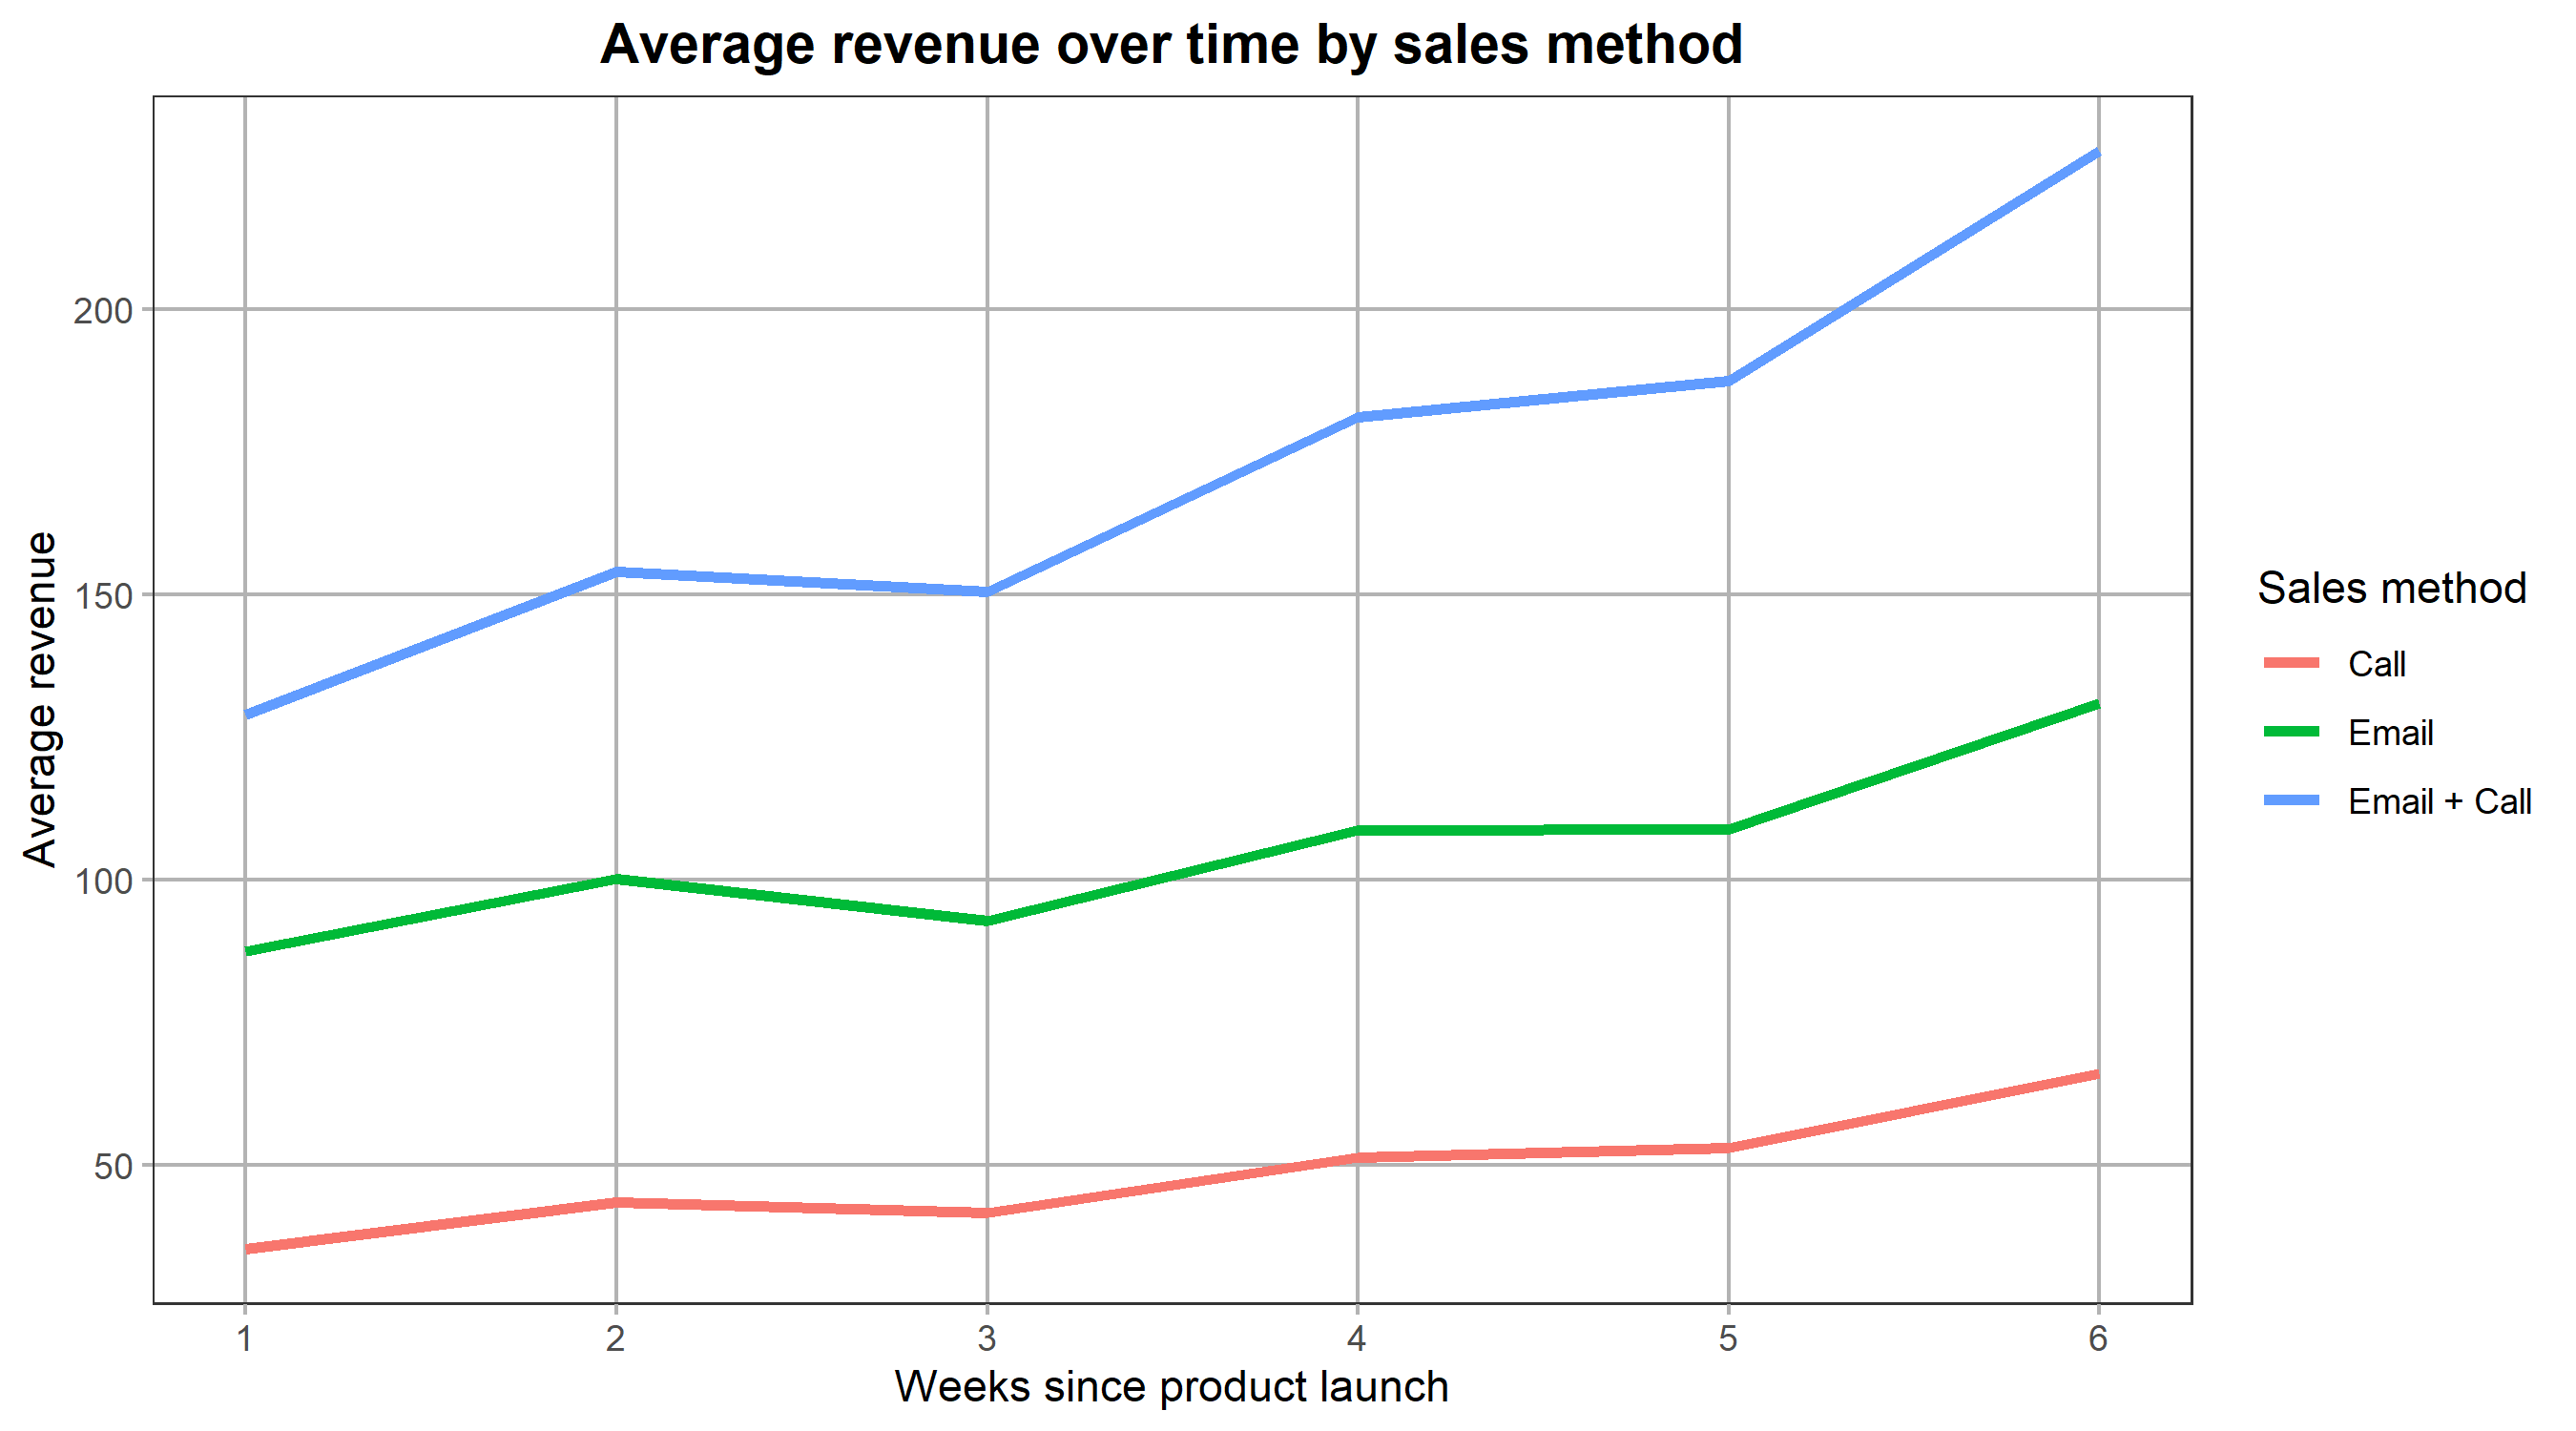 Average revenue over time by sales method
Average revenue
200
150
100
50
1 2 3 4 5 6
Weeks since product launch
Sales method
Call
Email
Email + Call